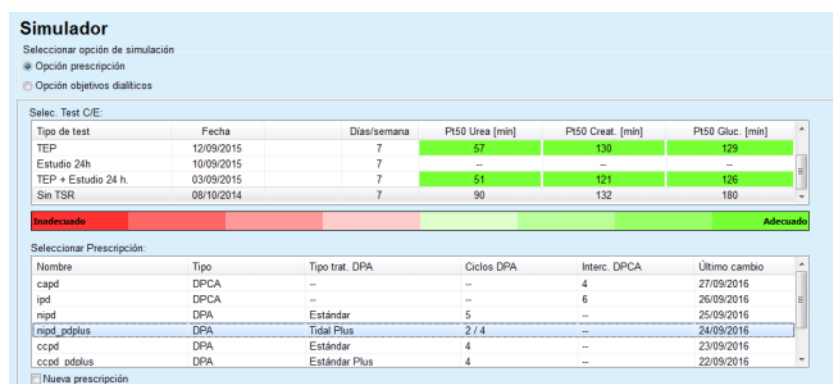 Simulador
Seleccionar opción de simulación
Opción prescripción
Opción objetivos dialíticos
Selec. Test C/E:
Tipo de test Fecha Días/semana Pt50 Urea [min] Pt50 Creat. [min] Pt50 Gluc. [min]
TEP 12/09/2015 7 57 130 129
Estudio 24h 10/09/2015 7 -- -- --
TEP + Estudio 24 h. 03/09/2015 7 51 121 126
Sin TSR 08/10/2014 7 90 132 180
Inadecuado Adecuado
Seleccionar Prescripción:
Nombre Tipo Tipo trat. DPA Ciclos DPA Interc. DPCA Último cambio
capd DPCA -- -- 4 27/09/2016
ipd DPCA -- -- 6 26/09/2016
nipd DPA Estándar 5 -- 25/09/2016
nipd_pdplus DPA Tidal Plus 2 / 4 -- 24/09/2016
ccpd DPA Estándar 4 -- 23/09/2016
ccpd_pdplus DPA Estándar Plus 4 -- 22/09/2016
Nueva prescripción